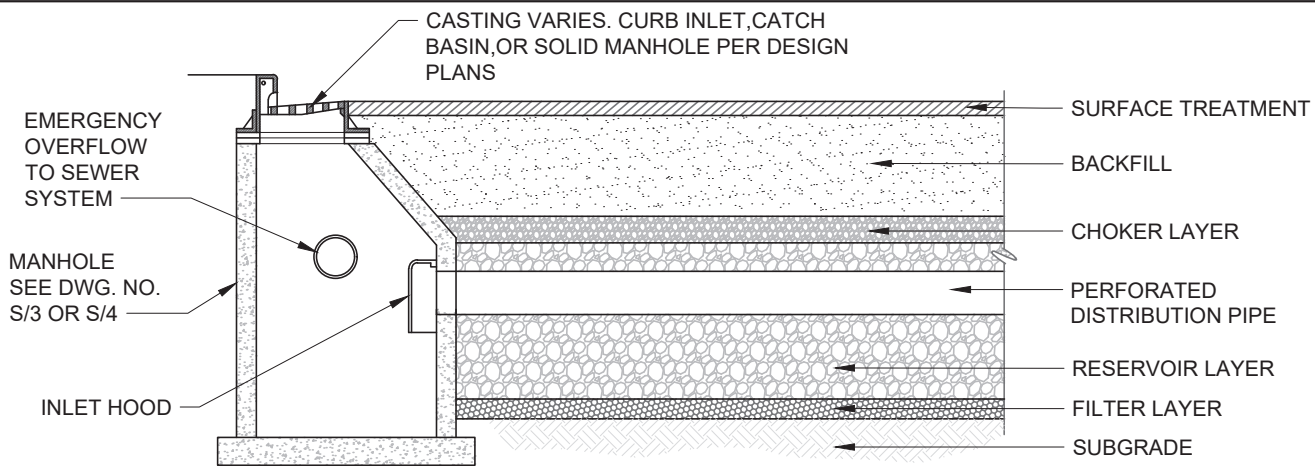 CASTING VARIES. CURB INLET,CATCH
BASIN,OR SOLID MANHOLE PER DESIGN
PLANS
EMERGENCY
OVERFLOW
TO SEWER
SYSTEM
MANHOLE
SEE DWG. NO.
S/3 OR S/4
INLET HOOD
SURFACE TREATMENT
BACKFILL
CHOKER LAYER
PERFORATED
DISTRIBUTION PIPE
RESERVOIR LAYER
FILTER LAYER
SUBGRADE